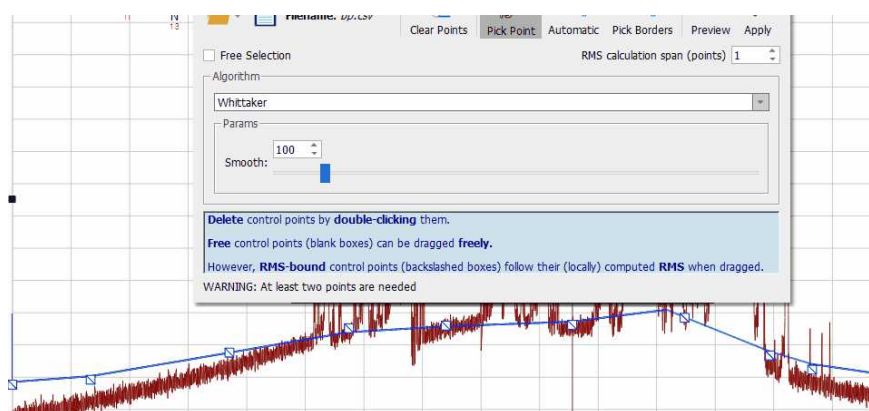 N
13
Filename: bp.csv
Clear Points Pick Point Automatic Pick Borders Preview Apply
Free Selection RMS calculation span (points) 1
Algorithm
Whittaker
Params
Smooth: 100
Delete control points by double-clicking them.
Free control points (blank boxes) can be dragged freely.
However, RMS-bound control points (backslashed boxes) follow their (locally) computed RMS when dragged.
WARNING: At least two points are needed